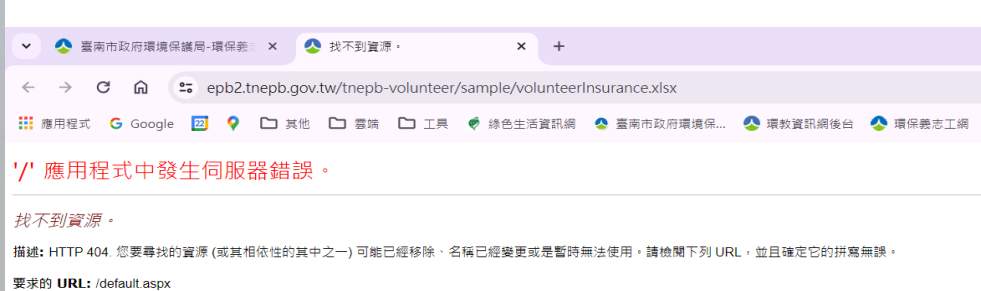 臺南市政府環境保護局-環保義
找不到資源。
epb2.tnepb.gov.tw/tnepb-volunteer/sample/volunteerInsurance.xlsx
應用程式 Google 22 其他 雲端 工具 綠色生活資訊網 臺南市政府環境保... 環教資訊網後台 環保義志工網
'/' 應用程式中發生伺服器錯誤。
找不到資源。
描述: HTTP 404. 您要尋找的資源 (或其相依性的其中之一) 可能已經移除、名稱已經變更或是暫時無法使用。請檢閱下列 URL，並且確定它的拼寫無誤。
要求的 URL: /default.aspx